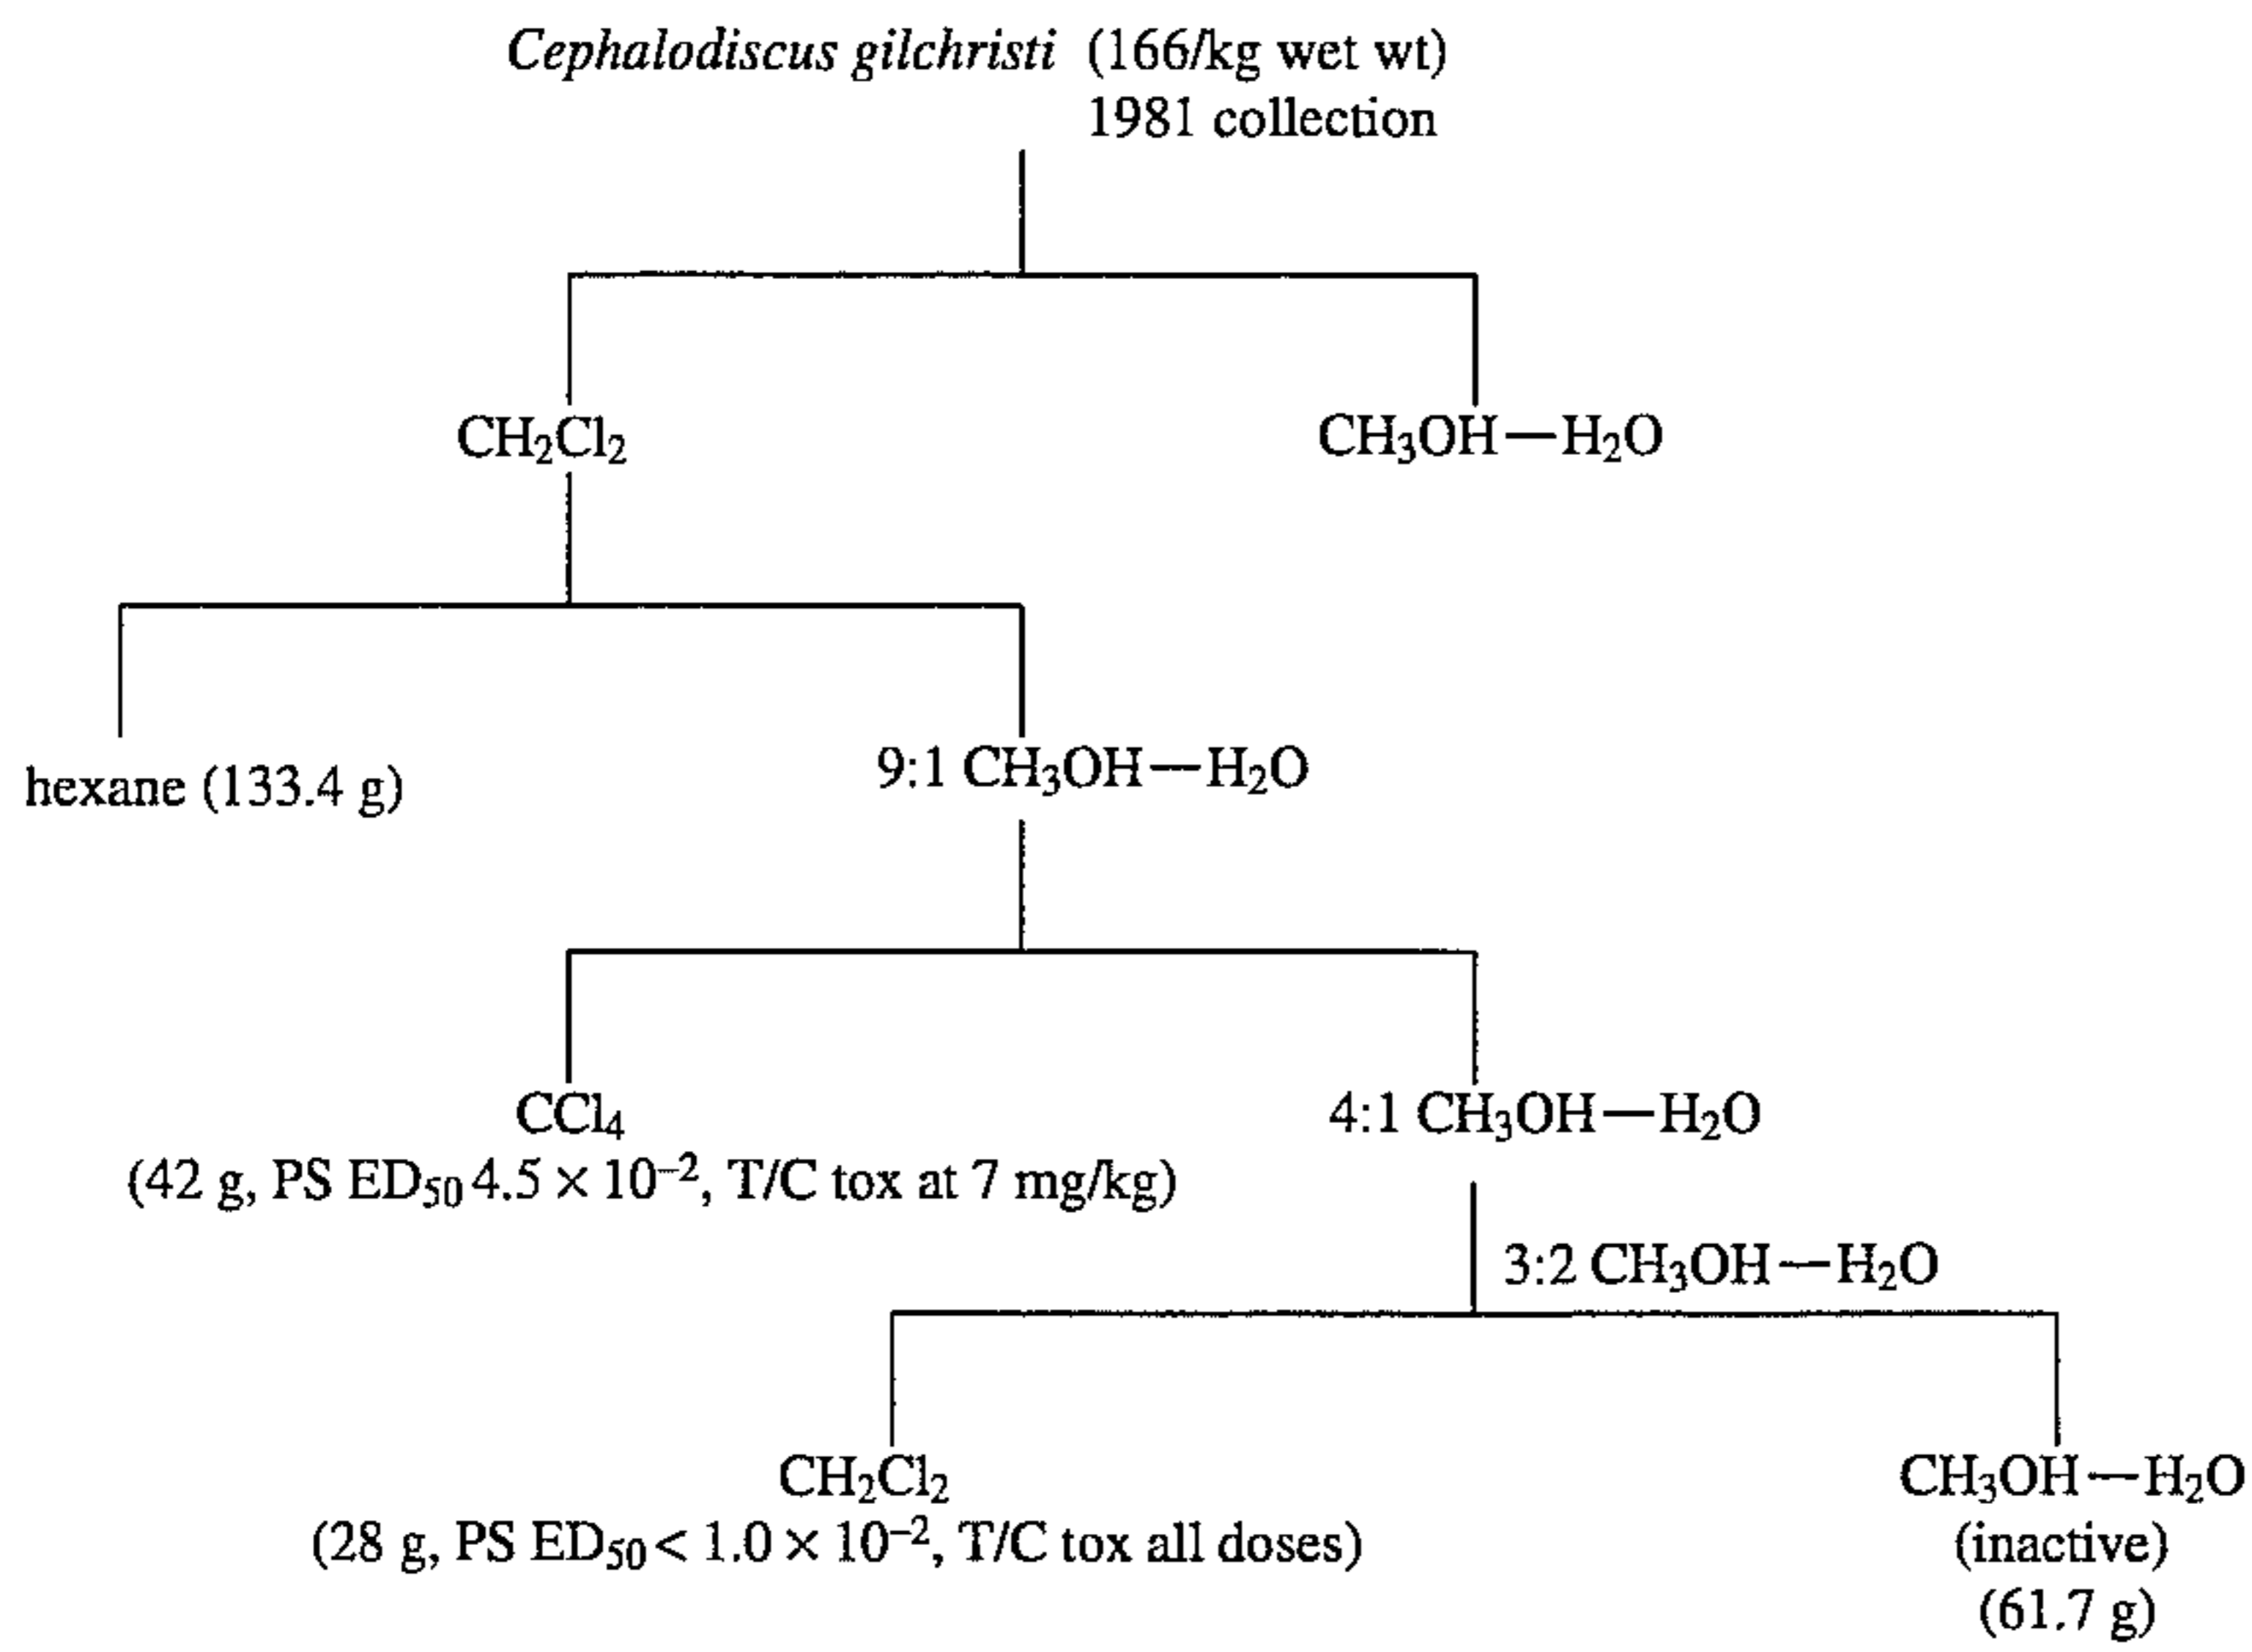 Cephalodiscus gilchristi (166/kg wet wt)
1981 collection
CH₂Cl₂
CH₃OH—H₂O
hexane (133.4 g)
9:1 CH₃OH—H₂O
CCl₄
(42 g, PS ED₅₀ 4.5 × 10⁻², T/C tox at 7 mg/kg)
4:1 CH₃OH—H₂O
3:2 CH₃OH—H₂O
CH₂Cl₂
(28 g, PS ED₅₀ < 1.0 × 10⁻², T/C tox all doses)
CH₃OH—H₂O
(inactive)
(61.7 g)